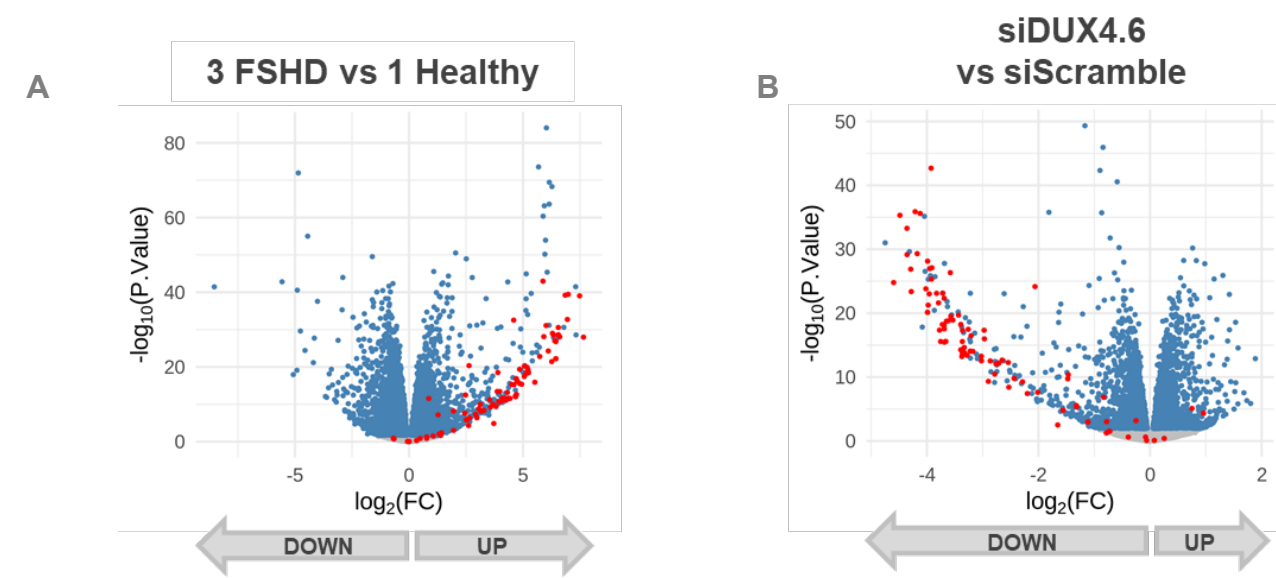 A
3 FSHD vs 1 Healthy
-log10(P.Value)
80
60
40
20
0
-5
0
5
log2(FC)
DOWN
UP
B
siDUX4.6
vs siScramble
-log10(P.Value)
50
40
30
20
10
0
-4
-2
0
2
log2(FC)
DOWN
UP